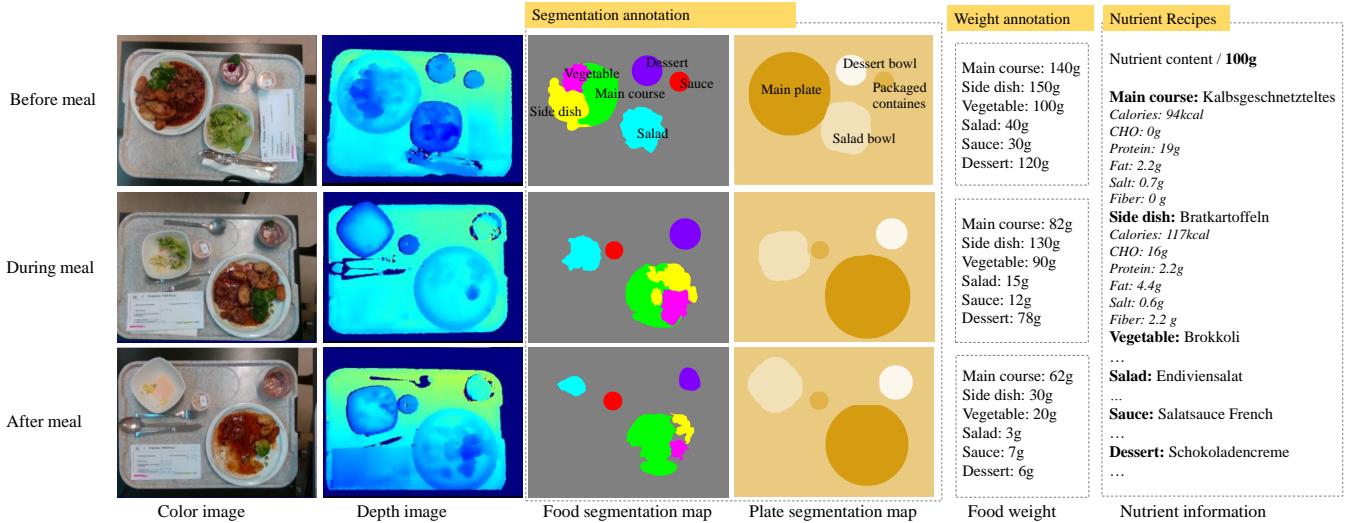 Segmentation annotation
Weight annotation
Nutrient Recipes
Before meal
Vegetable
Dessert
Main course
Sauce
Side dish
Salad
Main plate
Dessert bowl
Packaged
containes
Salad bowl
Main course: 140g
Side dish: 150g
Vegetable: 100g
Salad: 40g
Sauce: 30g
Dessert: 120g
During meal
Main course: 82g
Side dish: 130g
Vegetable: 90g
Salad: 15g
Sauce: 12g
Dessert: 78g
After meal
Main course: 62g
Side dish: 30g
Vegetable: 20g
Salad: 3g
Sauce: 7g
Dessert: 6g
Nutrient content / 100g
Main course: Kalbsgeschnetzteltes
Calories: 94kcal
CHO: 0g
Protein: 19g
Fat: 2.2g
Salt: 0.7g
Fiber: 0 g
Side dish: Bratkartoffeln
Calories: 117kcal
CHO: 16g
Protein: 2.2g
Fat: 4.4g
Salt: 0.6g
Fiber: 2.2 g
Vegetable: Brokkoli
…
Salad: Endiviensalat
...
Sauce: Salatsauce French
…
Dessert: Schokoladencreme
…
Color image
Depth image
Food segmentation map
Plate segmentation map
Food weight
Nutrient information